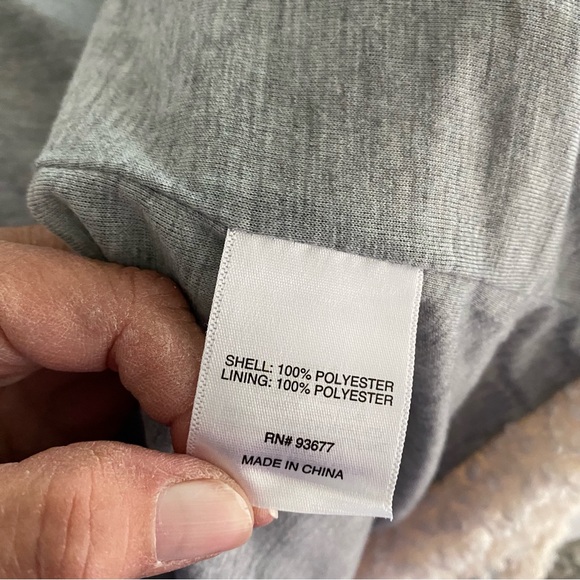 SHELL: 100% POLYESTER
LINING: 100% POLYESTER
RN# 93677
MADE IN CHINA